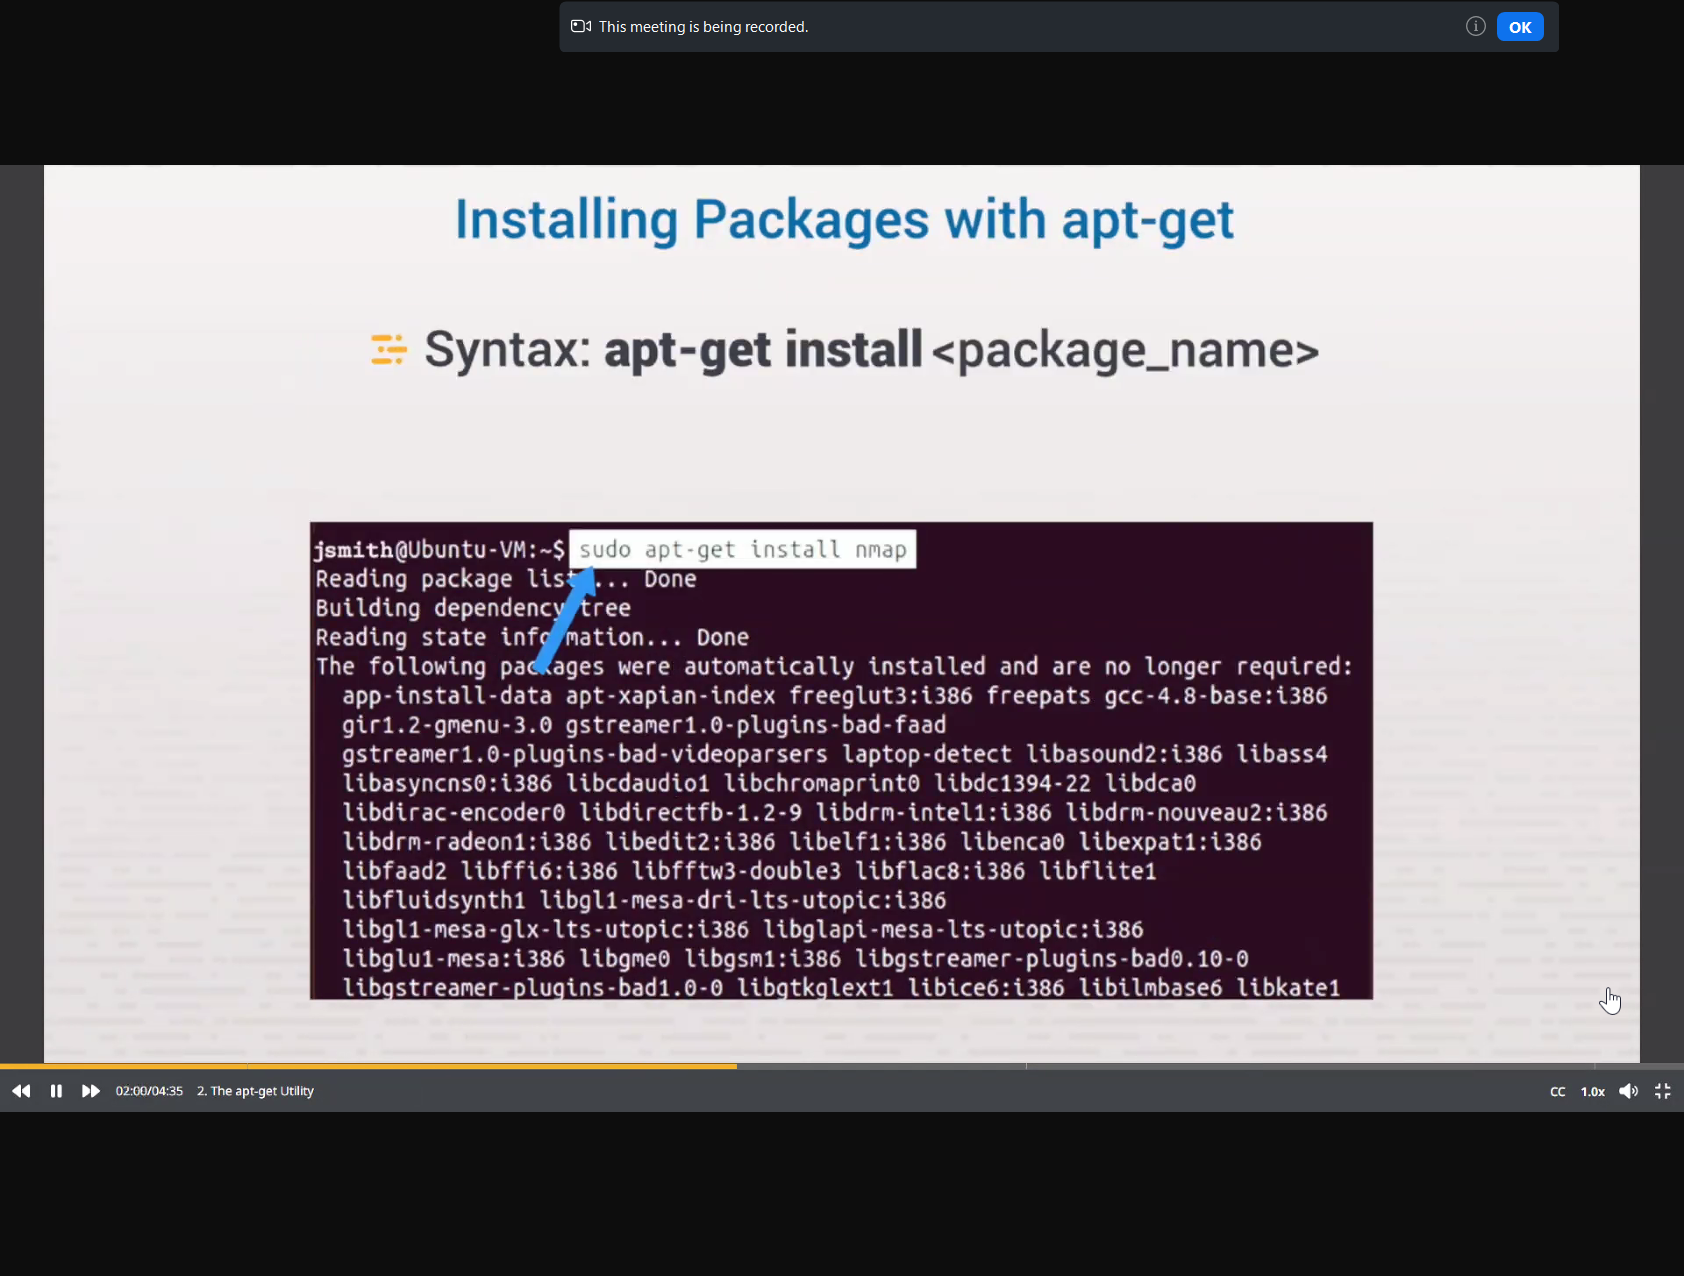 This meeting is being recorded.
OK
Installing Packages with apt-get
Syntax: apt-get install <package_name>
jsmith@Ubuntu-VM:~$ sudo apt-get install nmap
Reading package lis... Done
Building dependency tree
Reading state information... Done
The following packages were automatically installed and are no longer required:
app-install-data apt-xapian-index freeglut3:i386 freepats gcc-4.8-base:i386
gir1.2-gmenu-3.0 gstreamer1.0-plugins-bad-faad
gstreamer1.0-plugins-bad-videoparsers laptop-detect libasound2:i386 libass4
libasyncns0:i386 libcdaudio1 libchromaprint0 libdc1394-22 libdca0
libdirac-encoder0 libdirectfb-1.2-9 libdrm-intel1:i386 libdrm-nouveau2:i386
libdrm-radeon1:i386 libedit2:i386 libelf1:i386 libenca0 libexpat1:i386
libfaad2 libffi6:i386 libfftw3-double3 libflac8:i386 libflite1
libfluidsynth1 libgl1-mesa-dri-lts-utopic:i386
libgl1-mesa-glx-lts-utopic:i386 libglapi-mesa-lts-utopic:i386
libglu1-mesa:i386 libgme0 libgsm1:i386 libgstreamer-plugins-bad0.10-0
libgstreamer-plugins-bad1.0-0 libgtkglext1 libice6:i386 libilmbase6 libkate1
02:00/04:35 2. The apt-get Utility
CC 1.0x